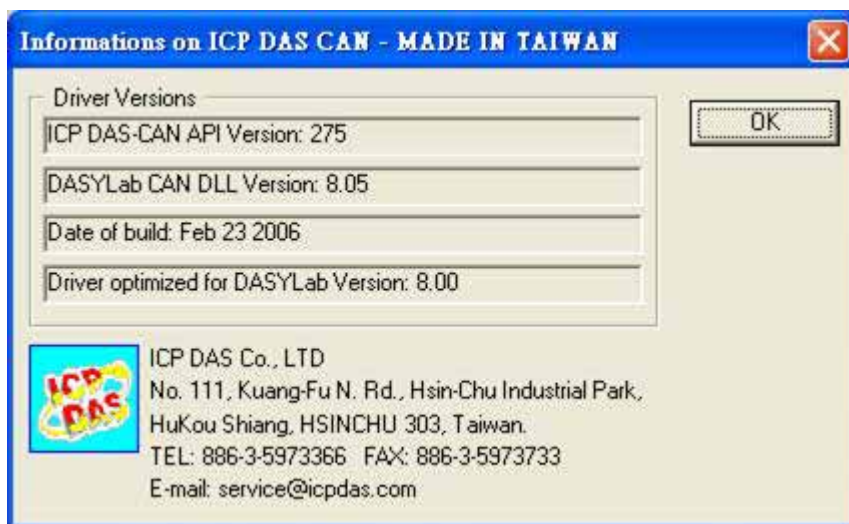 Informations on ICP DAS CAN - MADE IN TAIWAN
Driver Versions
ICP DAS-CAN API Version: 275
OK
DASYLab CAN DLL Version: 8.05
Date of build: Feb 23 2006
Driver optimized for DASYLab Version: 8.00
ICP DAS
ICP DAS Co., LTD
No. 111, Kuang-Fu N. Rd., Hsin-Chu Industrial Park,
HuKou Shiang, HSINCHU 303, Taiwan.
TEL: 886-3-5973366 FAX: 886-3-5973733
E-mail: service@icpdas.com